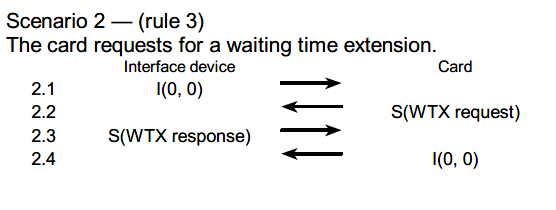 Scenario 2 — (rule 3)
The card requests for a waiting time extension.
Interface device Card
2.1 I(0, 0)
2.2 S(WTX request)
2.3 S(WTX response)
2.4 I(0, 0)